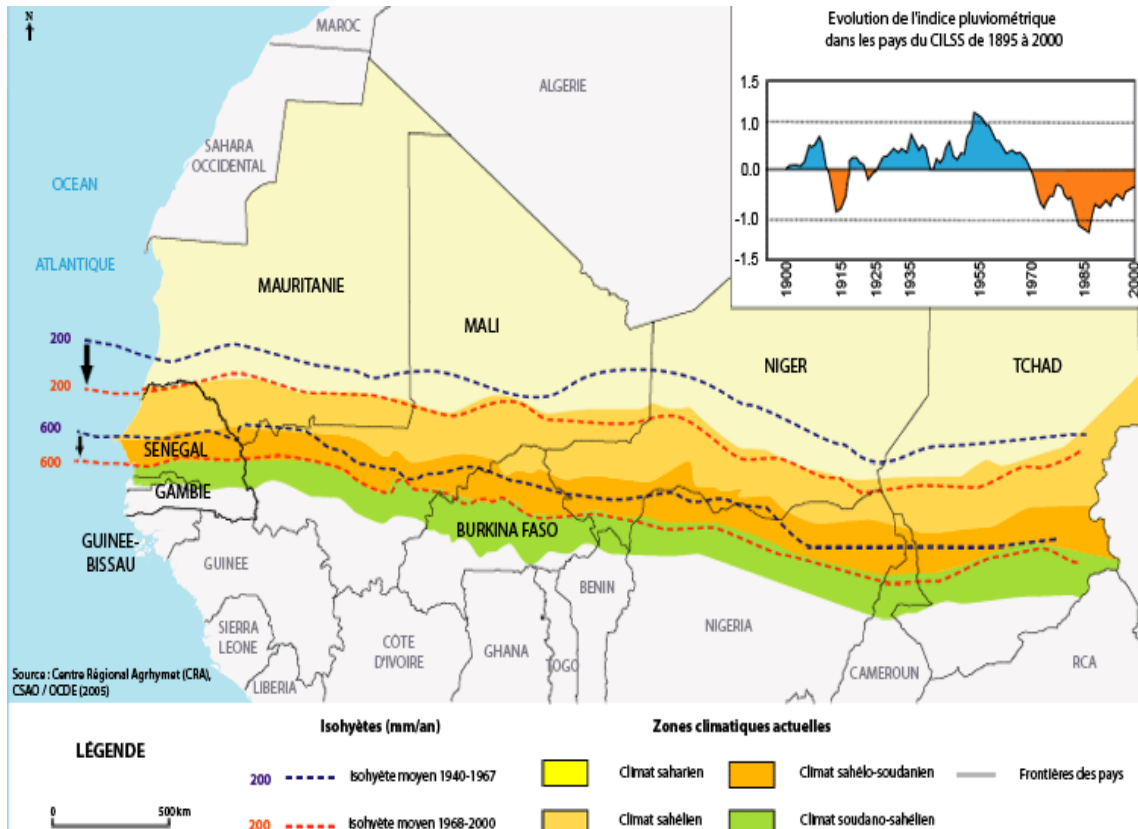 N
MAROC
ALGERIE
SAHARA
OCCIDENTAL
OCEAN
ATLANTIQUE
MAURITANIE
MALI
NIGER
TCHAD
200
200
600
600
SENEGAL
GAMBIE
GUINEE-
BISSAU
GUINEE
SIERRA
LEONE
LIBERIA
CÔTE
D'IVOIRE
BURKINA FASO
GHANA
TOGO
BENIN
NIGERIA
CAMEROUN
RCA
Source : Centre Régional Agrhymet (CRA),
CSAO / OCDE (2005)
Evolution de l'indice pluviométrique
dans les pays du CILSS de 1895 à 2000
1.5
1.0
0.0
-1.0
-1.5
1900
1915
1925
1935
1955
1970
1985
2000
LÉGENDE
0 500 km
Isohyètes (mm/an)
200 Isohyète moyen 1940-1967
200 Isohyète moyen 1968-2000
Zones climatiques actuelles
Climat saharien
Climat sahélien
Climat sahélo-soudanien
Climat soudano-sahélien
Frontières des pays